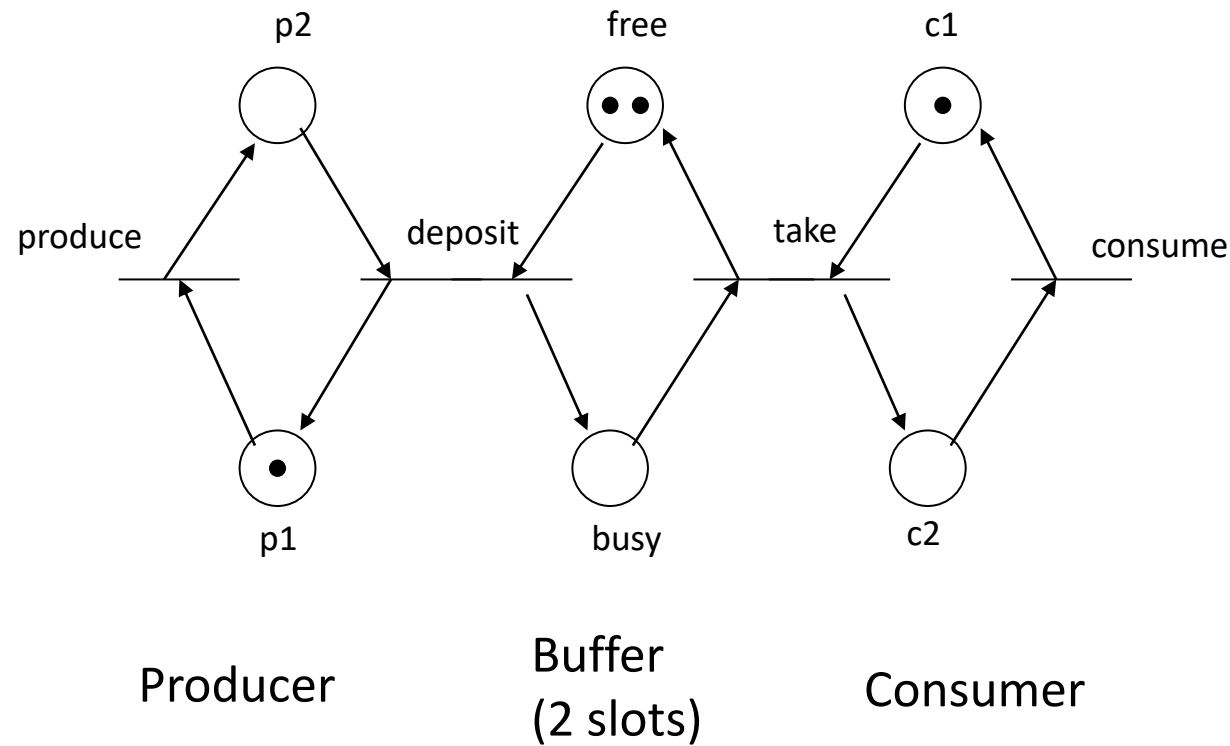 p2
free
c1
produce
deposit
take
consume
p1
busy
c2
Producer
Buffer
(2 slots)
Consumer